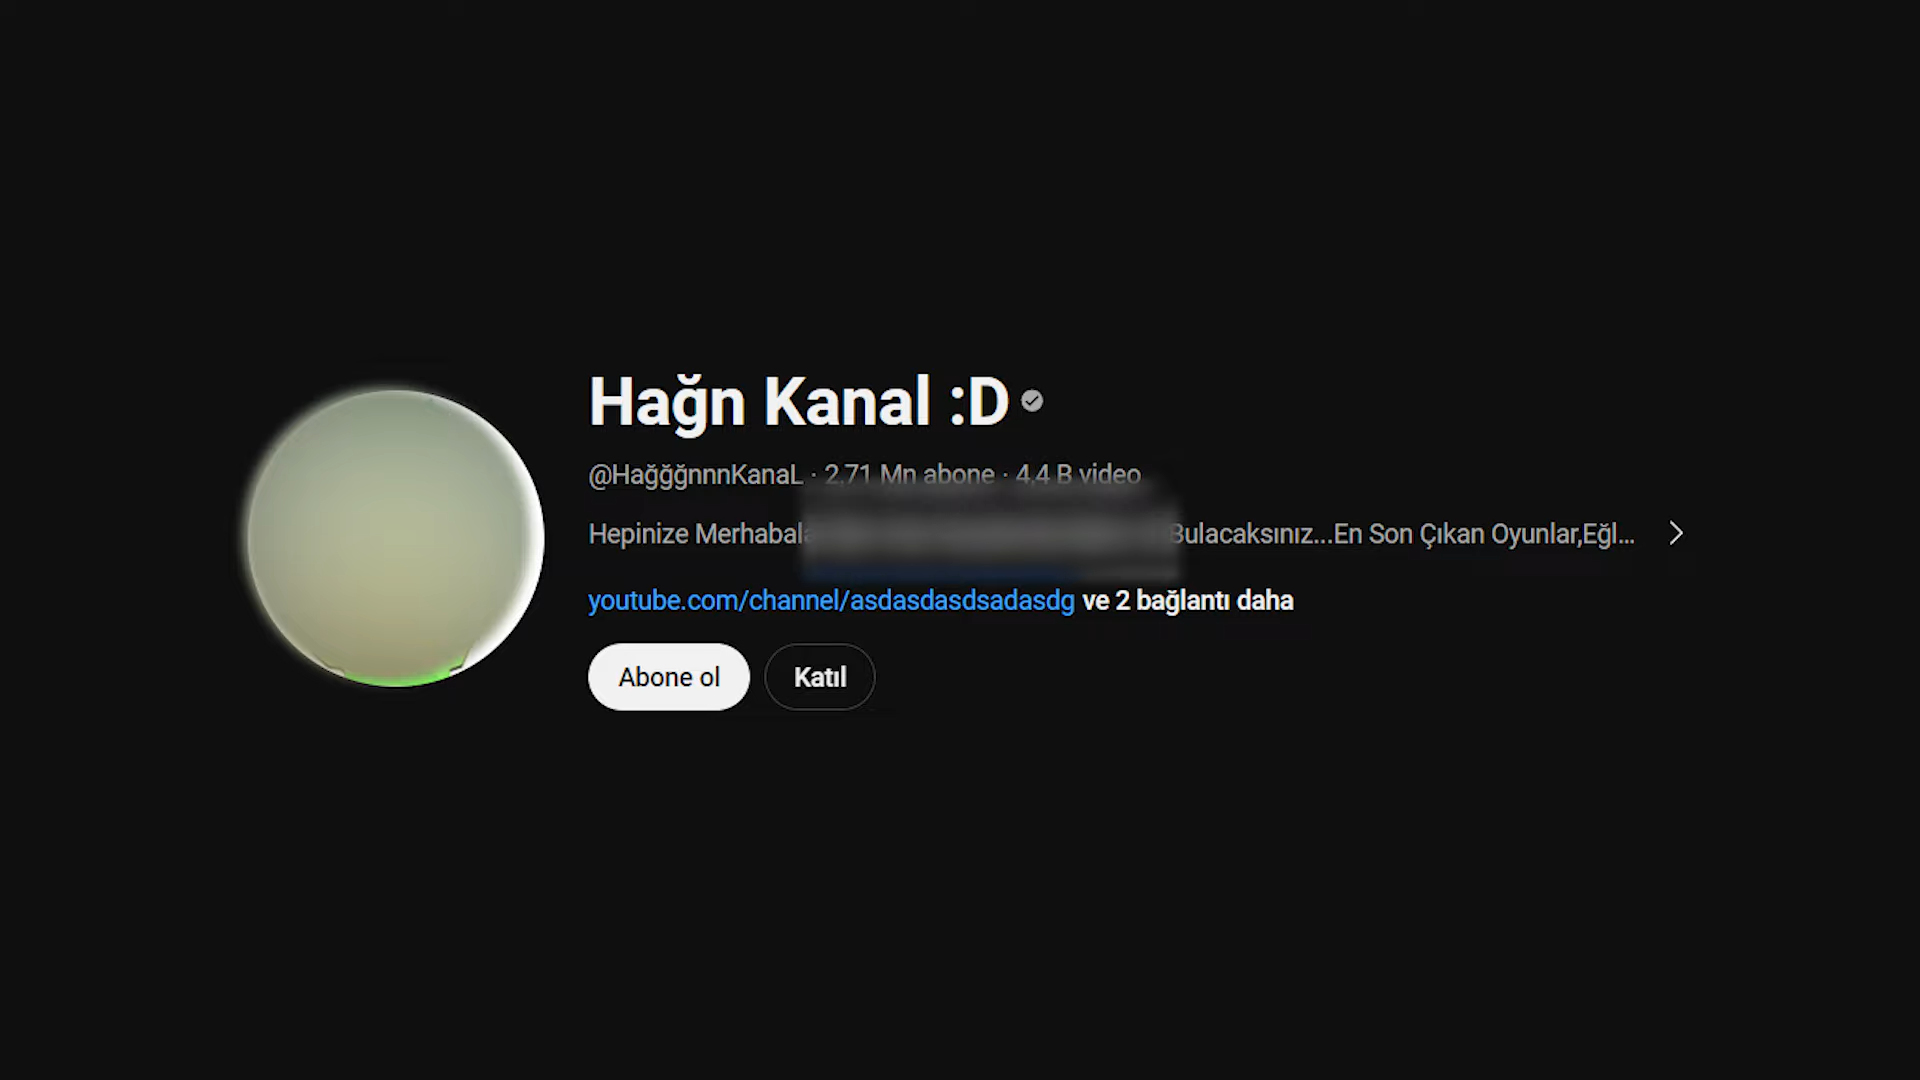 Hağn Kanal :D
@HağğğnnnKanaL · 2,71 Mn abone · 4,4 B video
Hepinize Bulacaksınız...En Son Çıkan Oyunlar,Eğl...
youtube.com/channel/asdasdasdsadasdg ve 2 bağlantı daha
Abone ol
Katıl